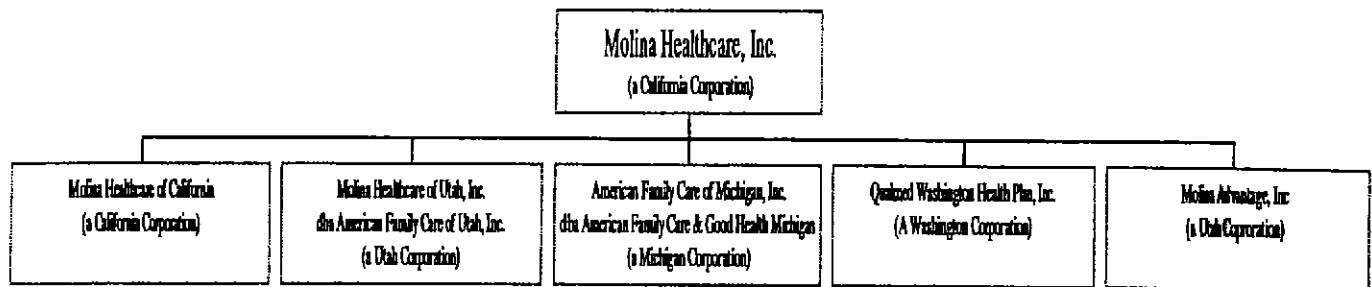 Molina Healthcare, Inc.
(a California Corporation)
Molina Healthcare of California
(a California Corporation)
Molina Healthcare of Utah, Inc.
dba American Family Care of Utah, Inc.
(a Utah Corporation)
American Family Care of Michigan, Inc.
dba American Family Care & Good Health Michigan
(a Michigan Corporation)
Washington Health Plan, Inc.
(A Washington Corporation)
Molina Advantage, Inc
(a Utah Coproration)